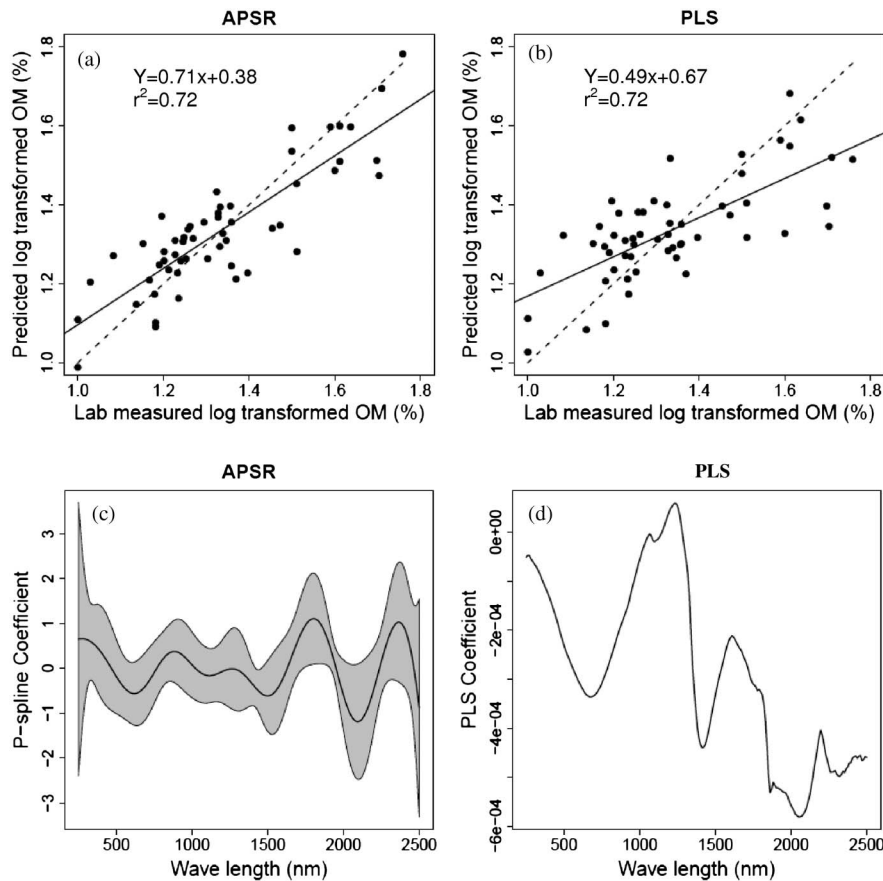 APSR
(a)
Y=0.71x+0.38
r²=0.72
Predicted log transformed OM (%)
1.0 1.2 1.4 1.6 1.8
1.0 1.2 1.4 1.6 1.8
Lab measured log transformed OM (%)
PLS
(b)
Y=0.49x+0.67
r²=0.72
Predicted log transformed OM (%)
1.0 1.2 1.4 1.6 1.8
1.0 1.2 1.4 1.6 1.8
Lab measured log transformed OM (%)
APSR
(c)
P-spline Coefficient
-3 -2 -1 0 1 2 3
500 1000 1500 2000 2500
Wave length (nm)
PLS
(d)
PLS Coefficient
-6e-04 -4e-04 -2e-04 0e+00
500 1000 1500 2000 2500
Wave length (nm)